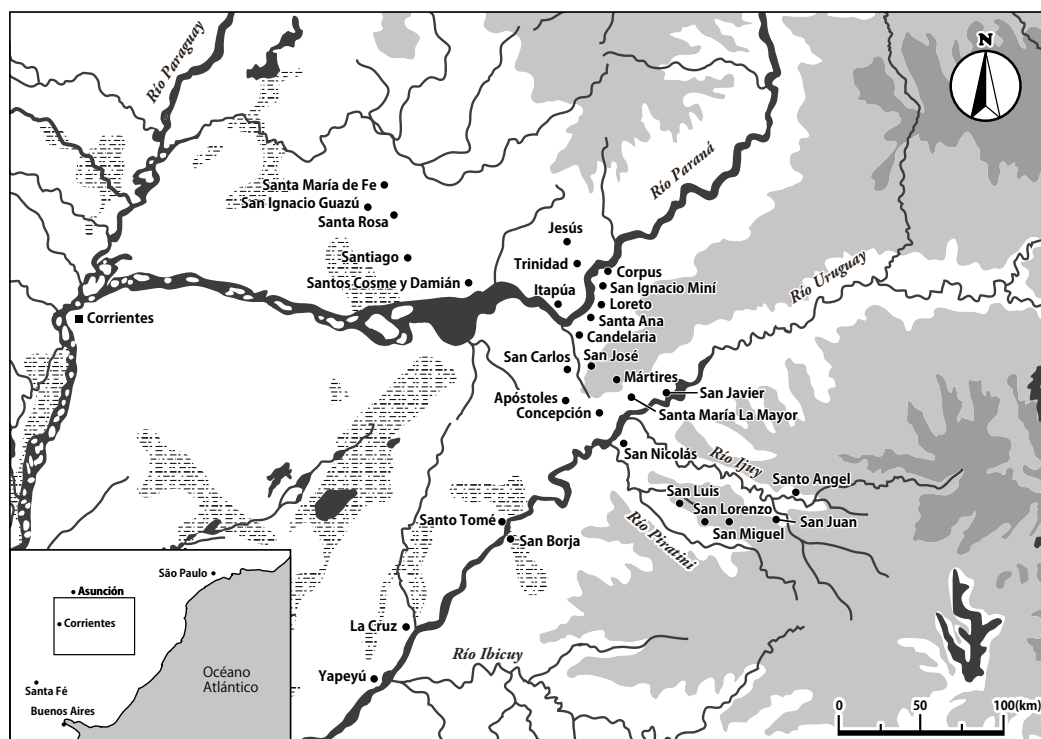 N
Río Paraguay
Río Paraná
Santa María de Fe
San Ignacio Guazú
Santa Rosa
Jesús
Santiago
Trinidad
Corpus
Santos Cosme y Damián
San Ignacio Miní
Itapúa
Loreto
Río Uruguay
Corrientes
Santa Ana
Candelaria
San Carlos
San José
Mártires
San Javier
Apóstoles
Concepción
Santa María La Mayor
San Nicolás
Río Ijuy
Santo Angel
San Luis
San Lorenzo
Santo Tomé
San Juan
San Miguel
San Borja
Río Piratini
La Cruz
Río Ibicuy
Yapeyú
São Paulo
Asunción
Corrientes
Océano
Atlántico
Santa Fé
Buenos Aires
0 50 100(km)